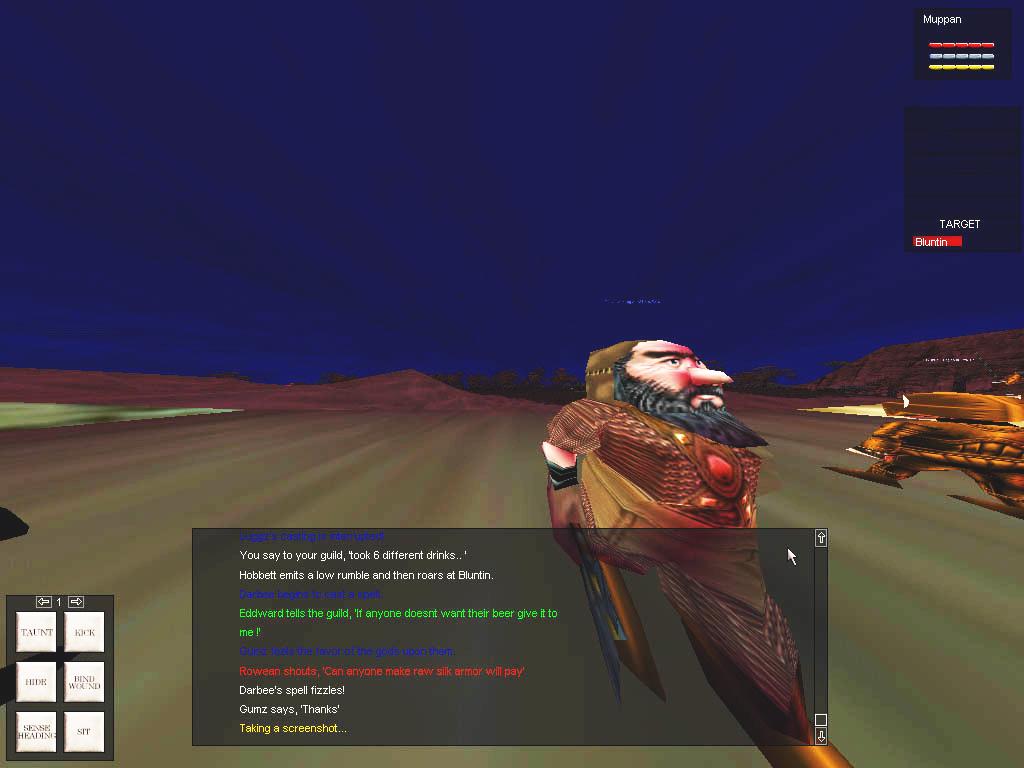 Muppan
TARGET
Bluntin
casting is interrupted!
You say to your guild, 'took 6 different drinks.. '
Hobbett emits a low rumble and then roars at Bluntin.
Darbee begins to cast a spell.
Eddward tells the guild, 'If anyone doesnt want their beer give it to
me !'
Gumz feels the favor of the gods upon them.
Rowean shouts, 'Can anyone make raw silk armor will pay'
Darbee's spell fizzles!
Gumz says, 'Thanks'
Taking a screenshot...
1
TAUNT
KICK
HIDE
BIND
WOUND
SENSE
HEADING
SIT